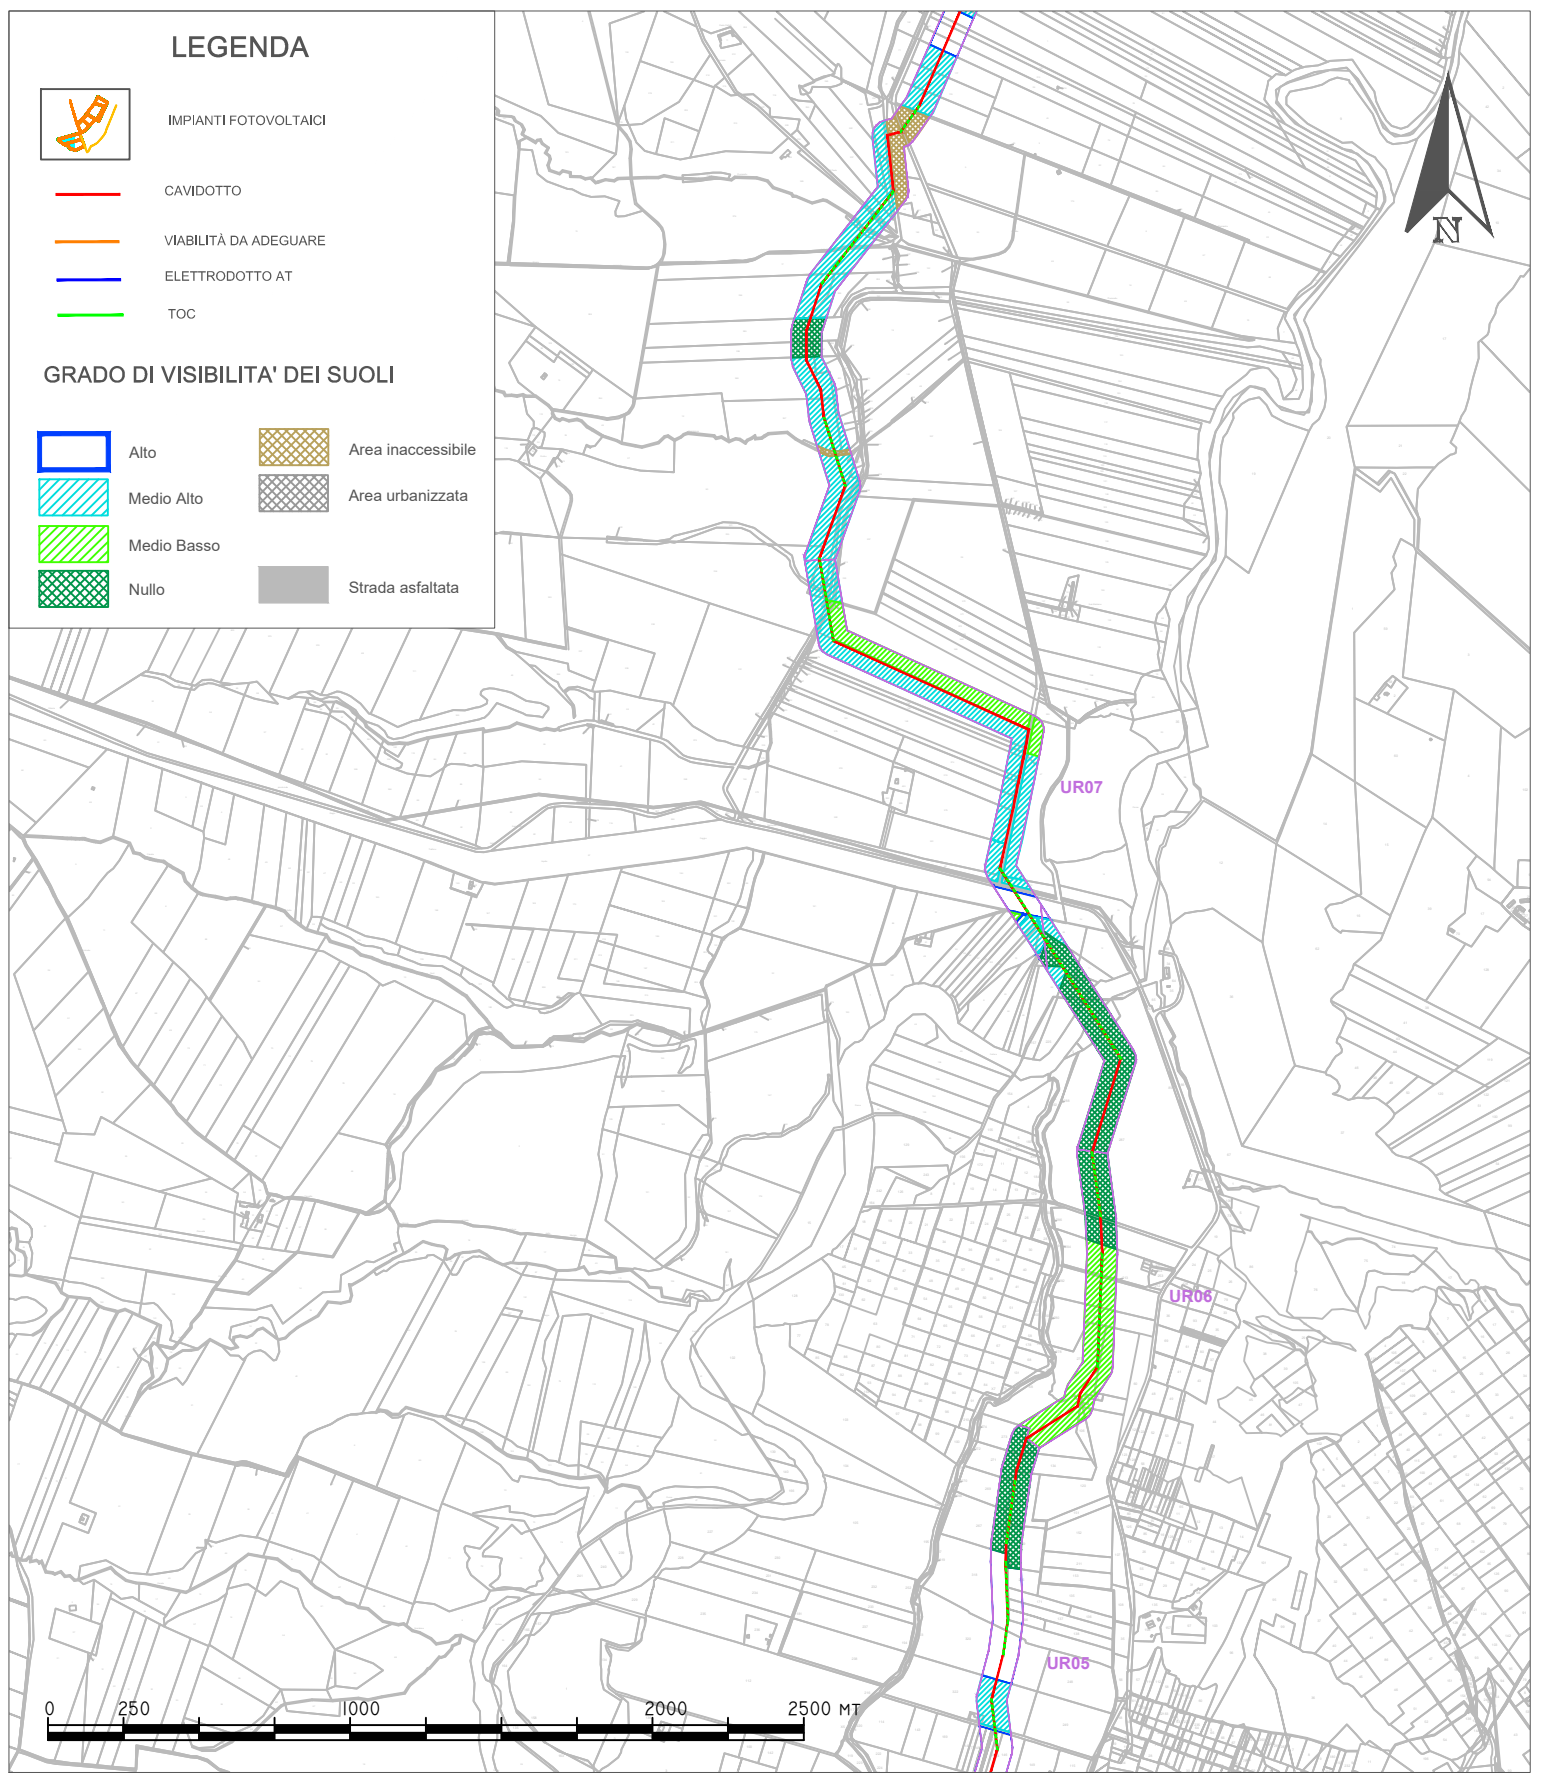 LEGENDA
IMPIANTI FOTOVOLTAICI
CAVIDOTTO
VIABILITÀ DA ADEGUARE
ELETTRODOTTO AT
TOC
GRADO DI VISIBILITA' DEI SUOLI
Alto
Medio Alto
Medio Basso
Nullo
Area inaccessibile
Area urbanizzata
Strada asfaltata
N
UR07
UR06
UR05
0 250 1000 2000 2500 MT